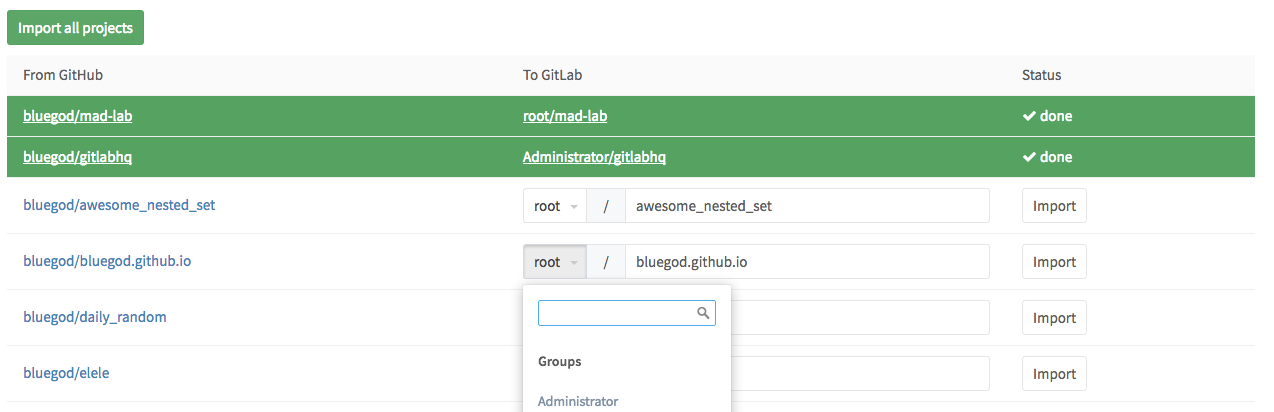 Import all projects
From GitHub To GitLab Status
bluegod/mad-lab root/mad-lab ✔ done
bluegod/gitlabhq Administrator/gitlabhq ✔ done
bluegod/awesome_nested_set root / awesome_nested_set Import
bluegod/bluegod.github.io root / bluegod.github.io Import
bluegod/daily_random Import
bluegod/elele Import
Groups
Administrator